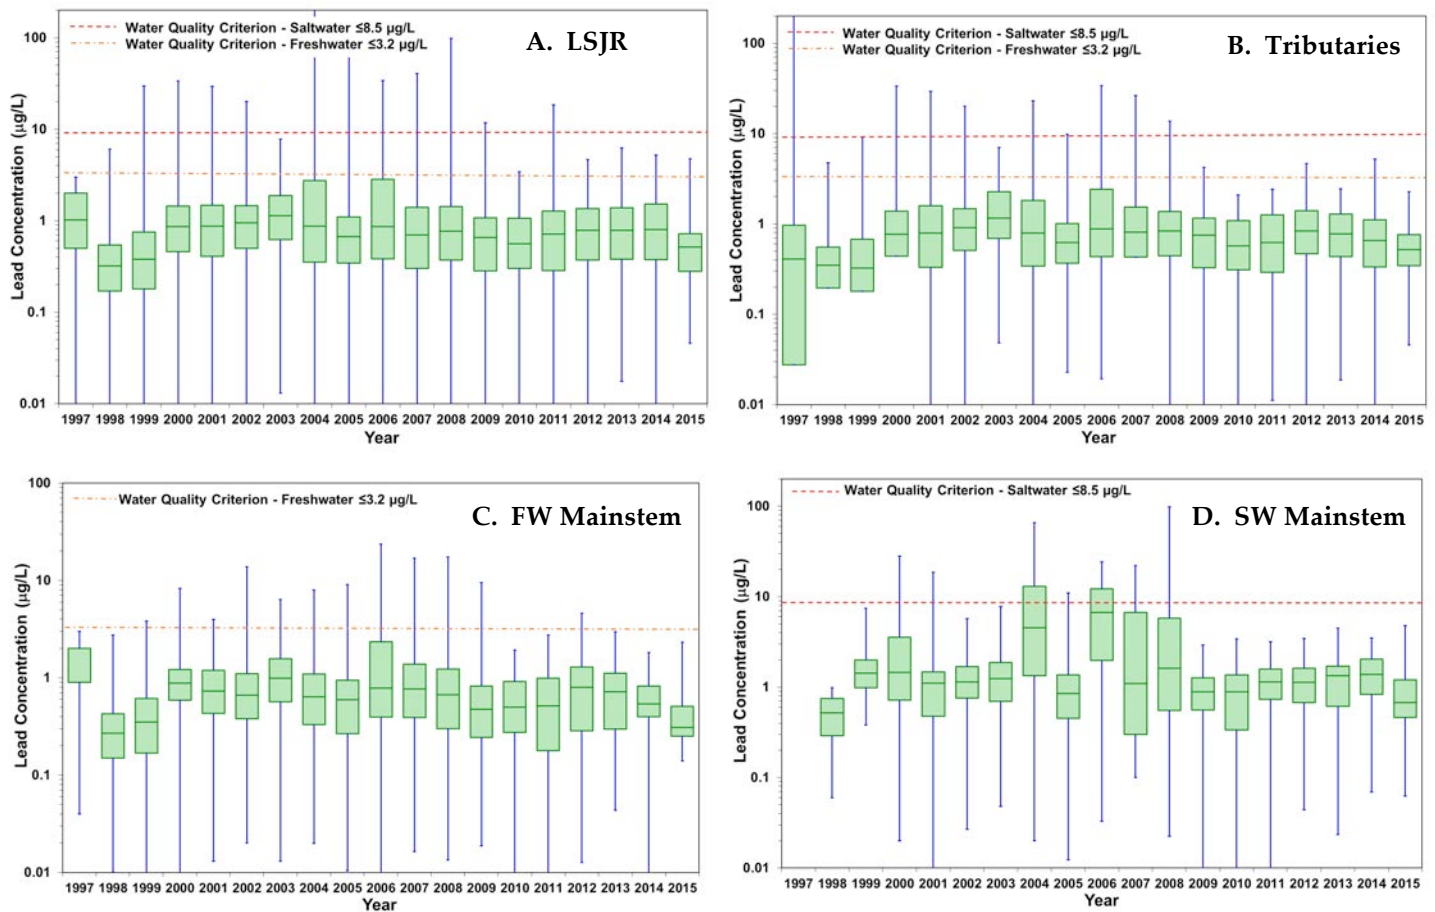 Water Quality Criterion - Saltwater ≤8.5 µg/L
Water Quality Criterion - Freshwater ≤3.2 µg/L
A. LSJR
Lead Concentration (µg/L)
100
10
1
0.1
0.01
1997 1998 1999 2000 2001 2002 2003 2004 2005 2006 2007 2008 2009 2010 2011 2012 2013 2014 2015
Year
Water Quality Criterion - Saltwater ≤8.5 µg/L
Water Quality Criterion - Freshwater ≤3.2 µg/L
B. Tributaries
Lead Concentration (µg/L)
100
10
1
0.1
0.01
1997 1998 1999 2000 2001 2002 2003 2004 2005 2006 2007 2008 2009 2010 2011 2012 2013 2014 2015
Year
Water Quality Criterion - Freshwater ≤3.2 µg/L
C. FW Mainstem
Lead Concentration (µg/L)
100
10
1
0.1
0.01
1997 1998 1999 2000 2001 2002 2003 2004 2005 2006 2007 2008 2009 2010 2011 2012 2013 2014 2015
Year
Water Quality Criterion - Saltwater ≤8.5 µg/L
D. SW Mainstem
Lead Concentration (µg/L)
100
10
1
0.1
0.01
1997 1998 1999 2000 2001 2002 2003 2004 2005 2006 2007 2008 2009 2010 2011 2012 2013 2014 2015
Year